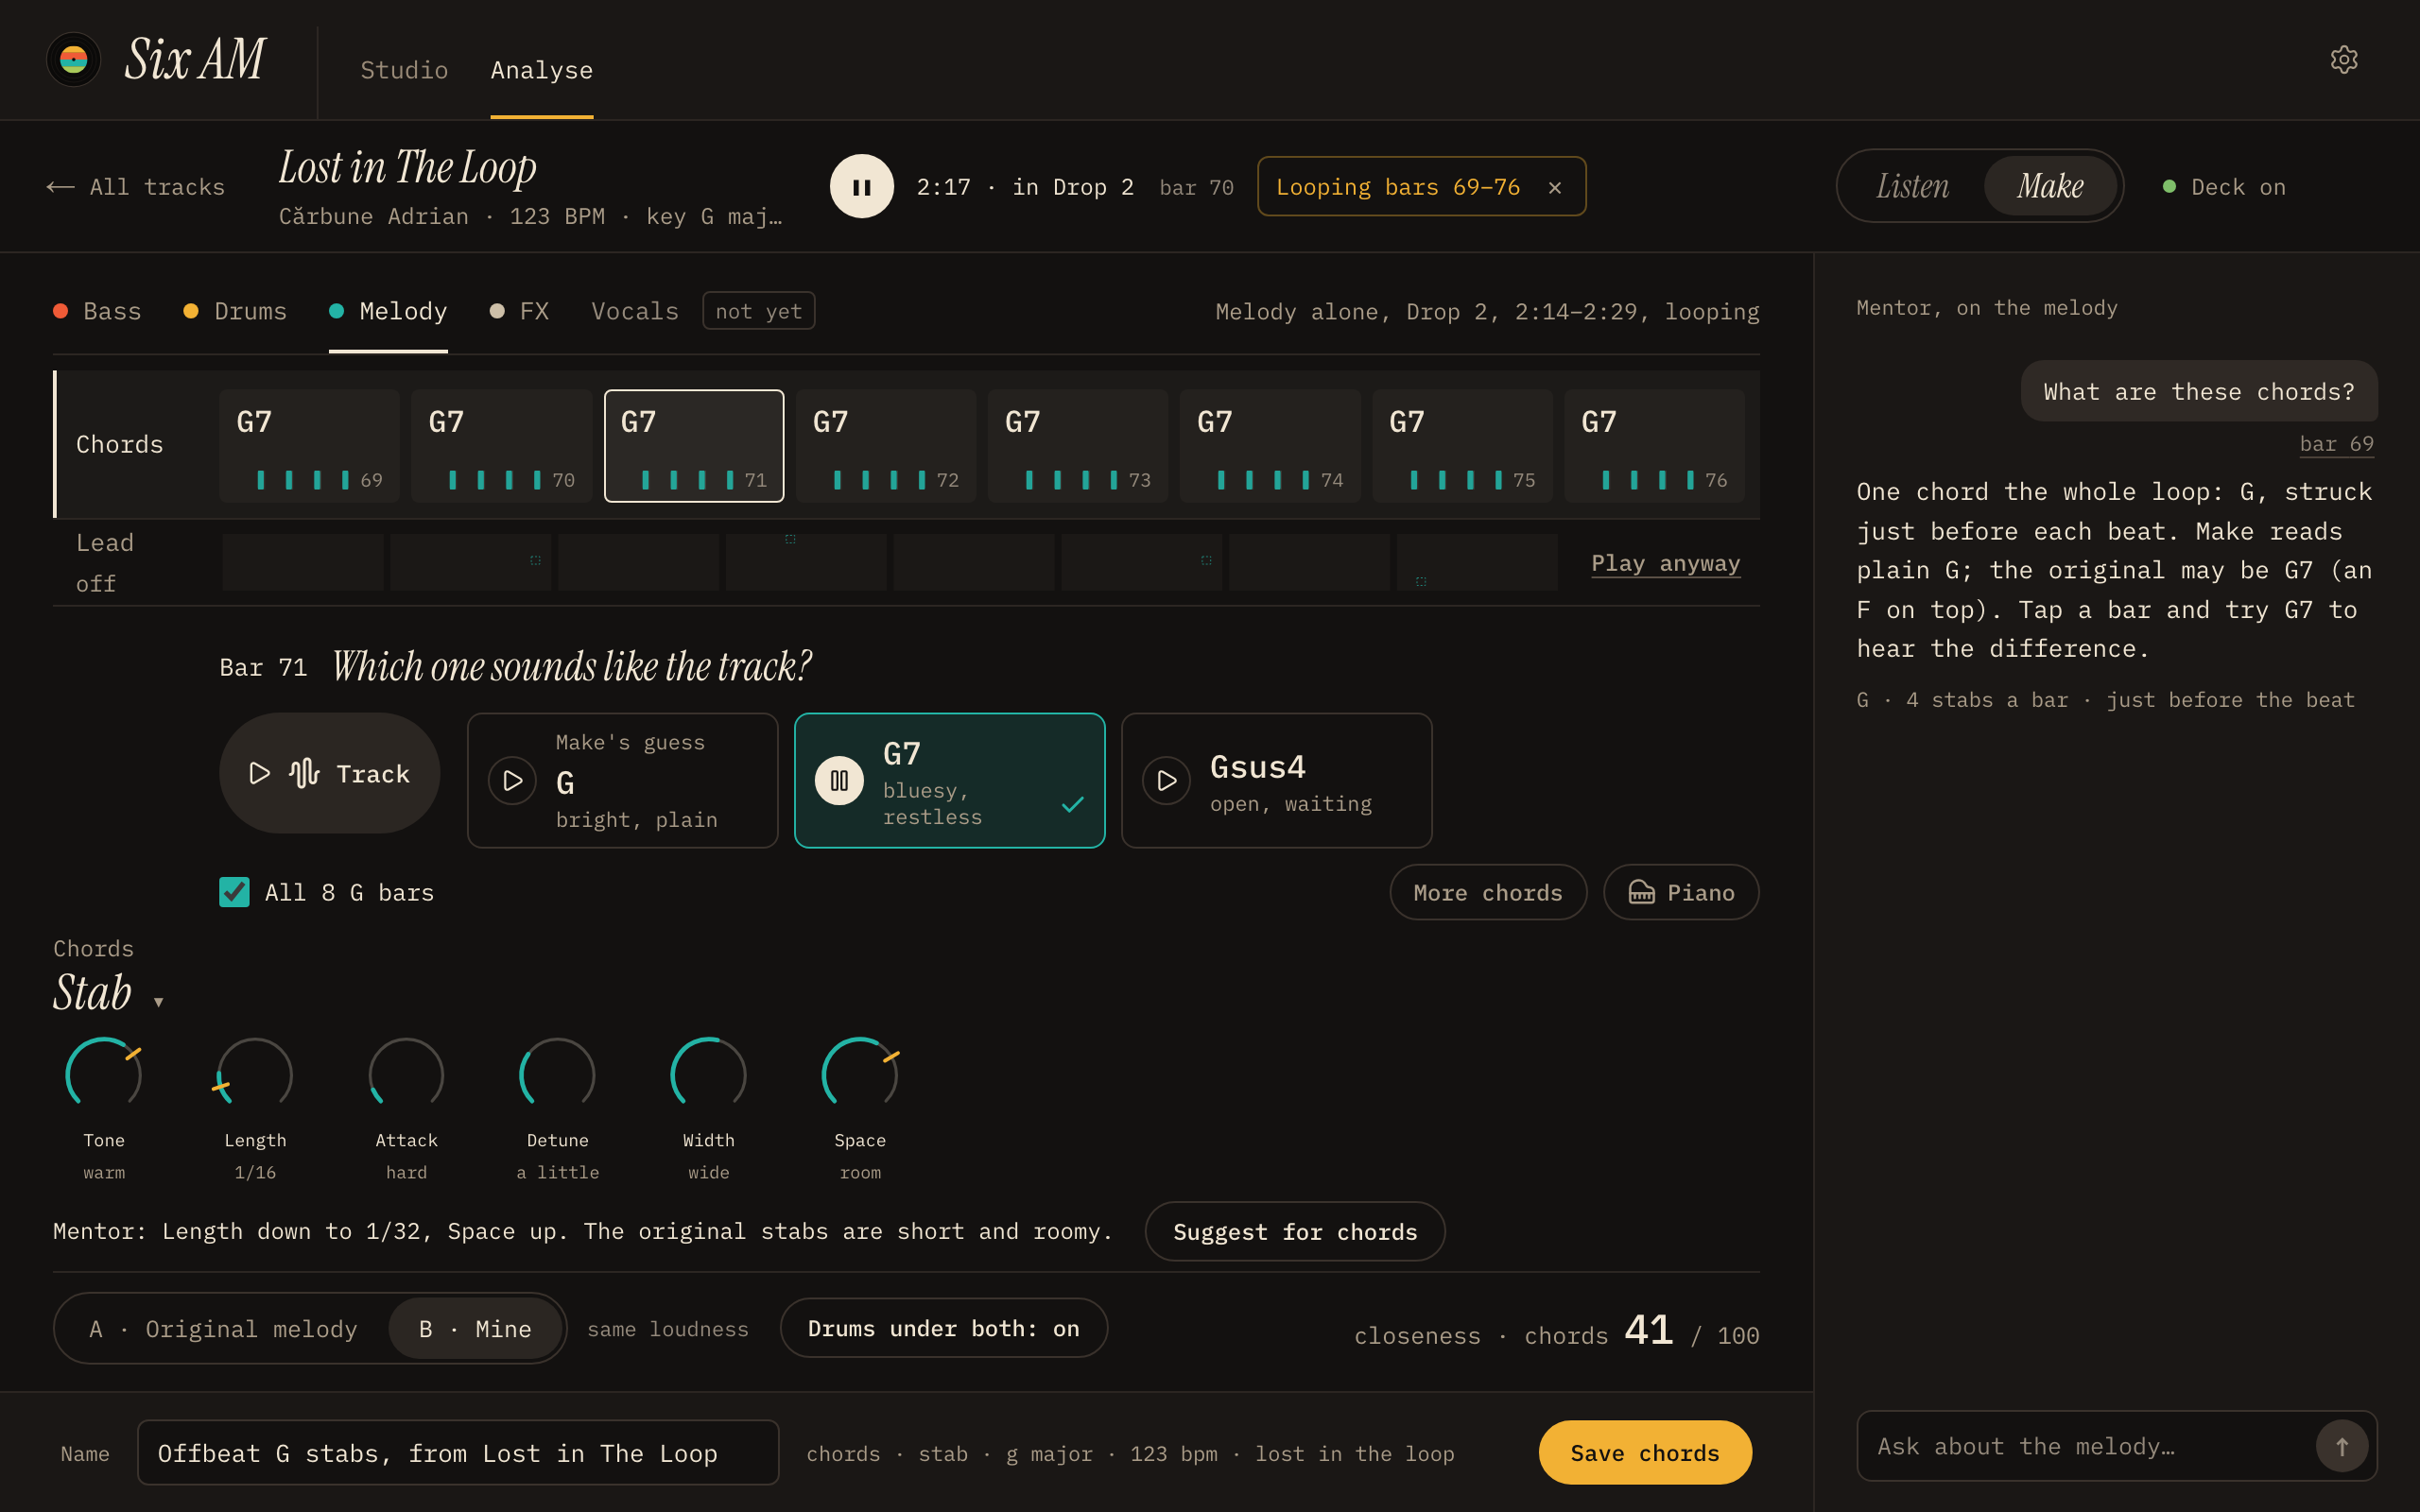 Six AM
Studio
Analyse
← All tracks
Lost in The Loop
Cărbune Adrian · 123 BPM · key G maj…
2:17 · in Drop 2
bar 70
Looping bars 69–76 ×
Listen
Make
Deck on
Bass
Drums
Melody
FX
Vocals
not yet
Melody alone, Drop 2, 2:14–2:29, looping
Chords
G7
69
G7
70
G7
71
G7
72
G7
73
G7
74
G7
75
G7
76
Lead
off
Play anyway
Bar 71
Which one sounds like the track?
Track
Make's guess
G
bright, plain
G7
bluesy,
restless
Gsus4
open, waiting
All 8 G bars
More chords
Piano
Chords
Stab ▾
Tone
warm
Length
1/16
Attack
hard
Detune
a little
Width
wide
Space
room
Mentor: Length down to 1/32, Space up. The original stabs are short and roomy.
Suggest for chords
A · Original melody
B · Mine
same loudness
Drums under both: on
closeness · chords 41 / 100
Name
Offbeat G stabs, from Lost in The Loop
chords · stab · g major · 123 bpm · lost in the loop
Save chords
Mentor, on the melody
What are these chords?
bar 69
One chord the whole loop: G, struck
just before each beat. Make reads
plain G; the original may be G7 (an
F on top). Tap a bar and try G7 to
hear the difference.
G · 4 stabs a bar · just before the beat
Ask about the melody…
↑